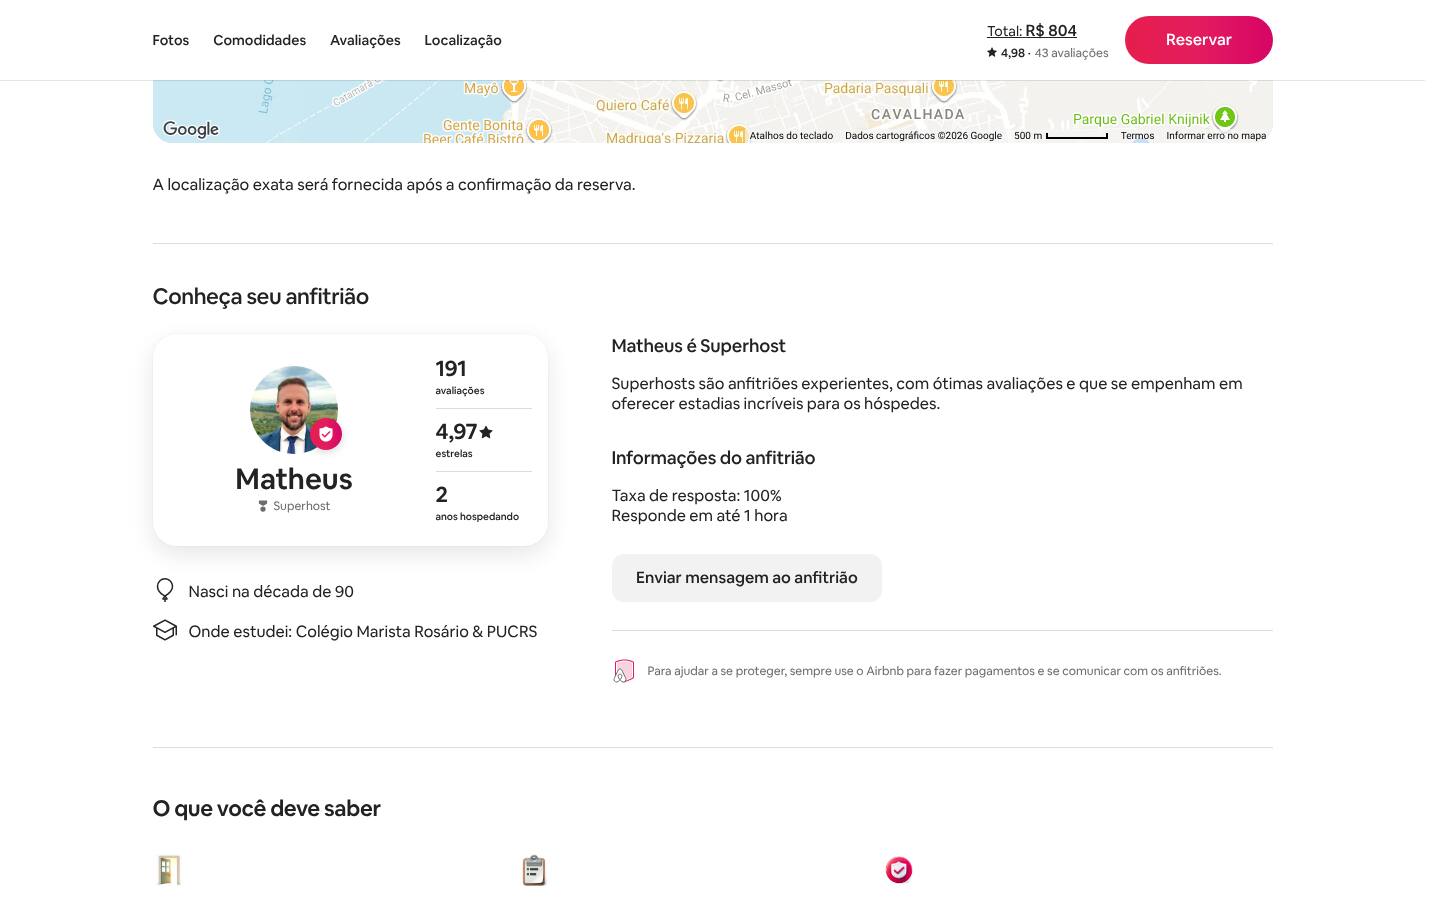 Fotos
Comodidades
Avaliações
Localização
Total: R$ 804
4,98 · 43 avaliações
Reservar
Lago
Catamarã
Mayô
Quiero Café
R. Cel. Massot
Padaria Pasquali
CAVALHADA
Parque Gabriel Knijnik
Google
Gente Bonita
Beer Café Bistrô
Madruga's Pizzaria
Atalhos do teclado
Dados cartográficos ©2026 Google
500 m
Termos
Informar erro no mapa
A localização exata será fornecida após a confirmação da reserva.
Conheça seu anfitrião
191
avaliações
4,97
estrelas
2
anos hospedando
Matheus
Superhost
Nasci na década de 90
Onde estudei: Colégio Marista Rosário & PUCRS
Matheus é Superhost
Superhosts são anfitriões experientes, com ótimas avaliações e que se empenham em
oferecer estadias incríveis para os hóspedes.
Informações do anfitrião
Taxa de resposta: 100%
Responde em até 1 hora
Enviar mensagem ao anfitrião
Para ajudar a se proteger, sempre use o Airbnb para fazer pagamentos e se comunicar com os anfitriões.
O que você deve saber